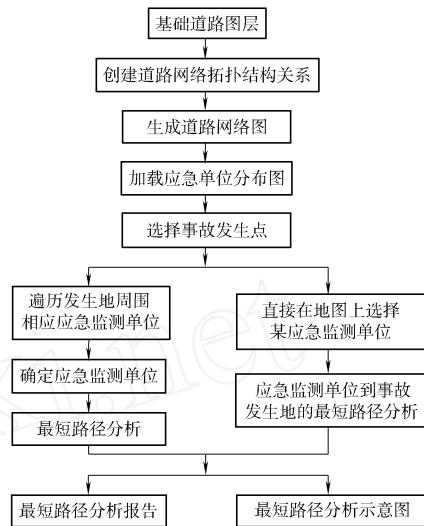 基础道路图层
创建道路网络拓扑结构关系
生成道路网络图
加载应急单位分布图
选择事故发生点
遍历发生地周围
相应应急监测单位
确定应急监测单位
最短路径分析
直接在地图上选择
某应急监测单位
应急监测单位到事故
发生地的最短路径分析
最短路径分析报告
最短路径分析示意图